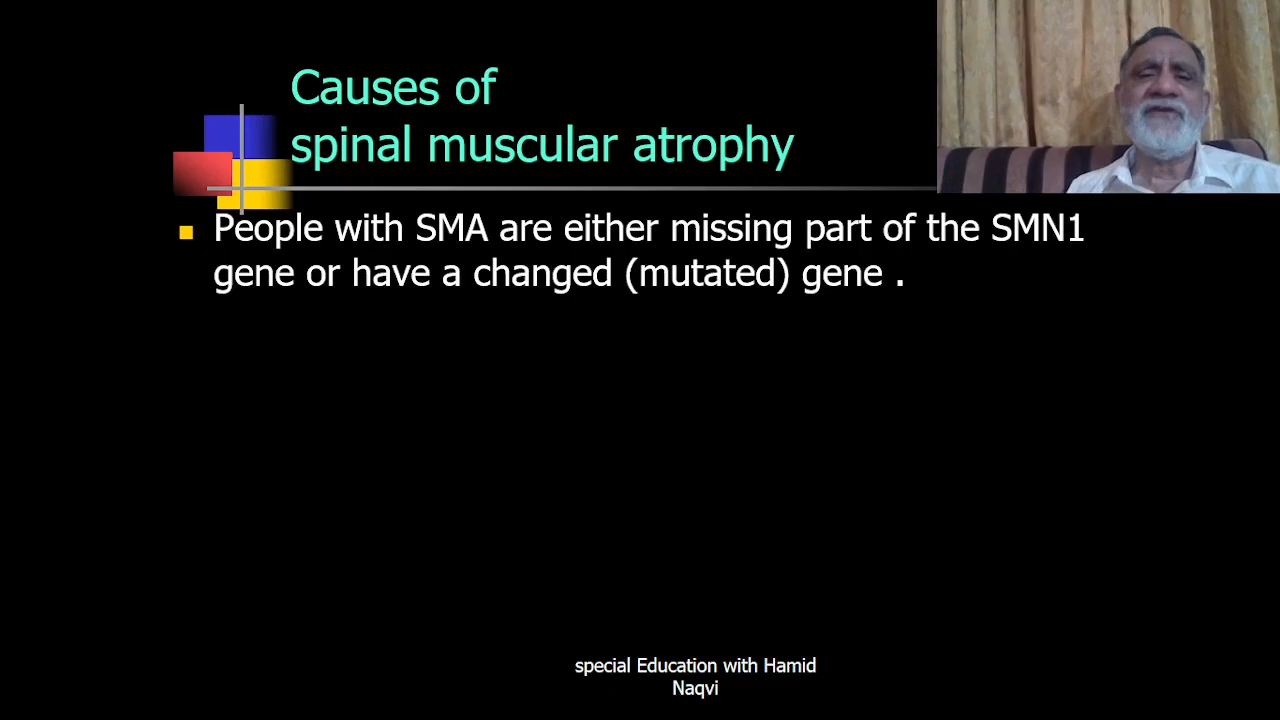 Causes of
spinal muscular atrophy
People with SMA are either missing part of the SMN1
gene or have a changed (mutated) gene .
special Education with Hamid
Naqvi